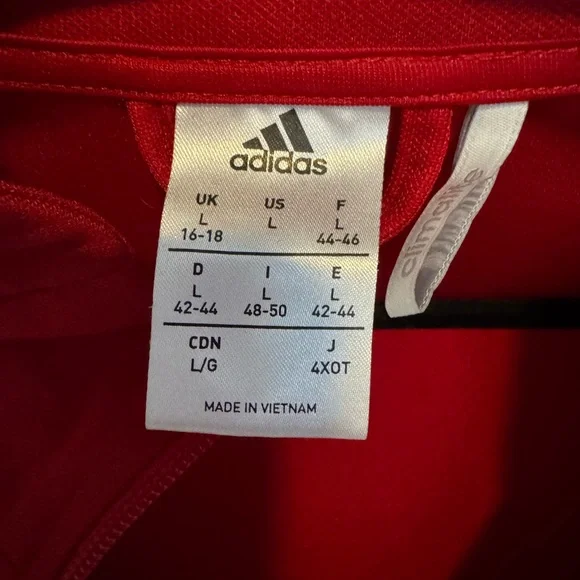 adidas
UK US F
L L L
16-18 44-46
D I E
L L L
42-44 48-50 42-44
CDN J
L/G 4XOT
MADE IN VIETNAM
climalite